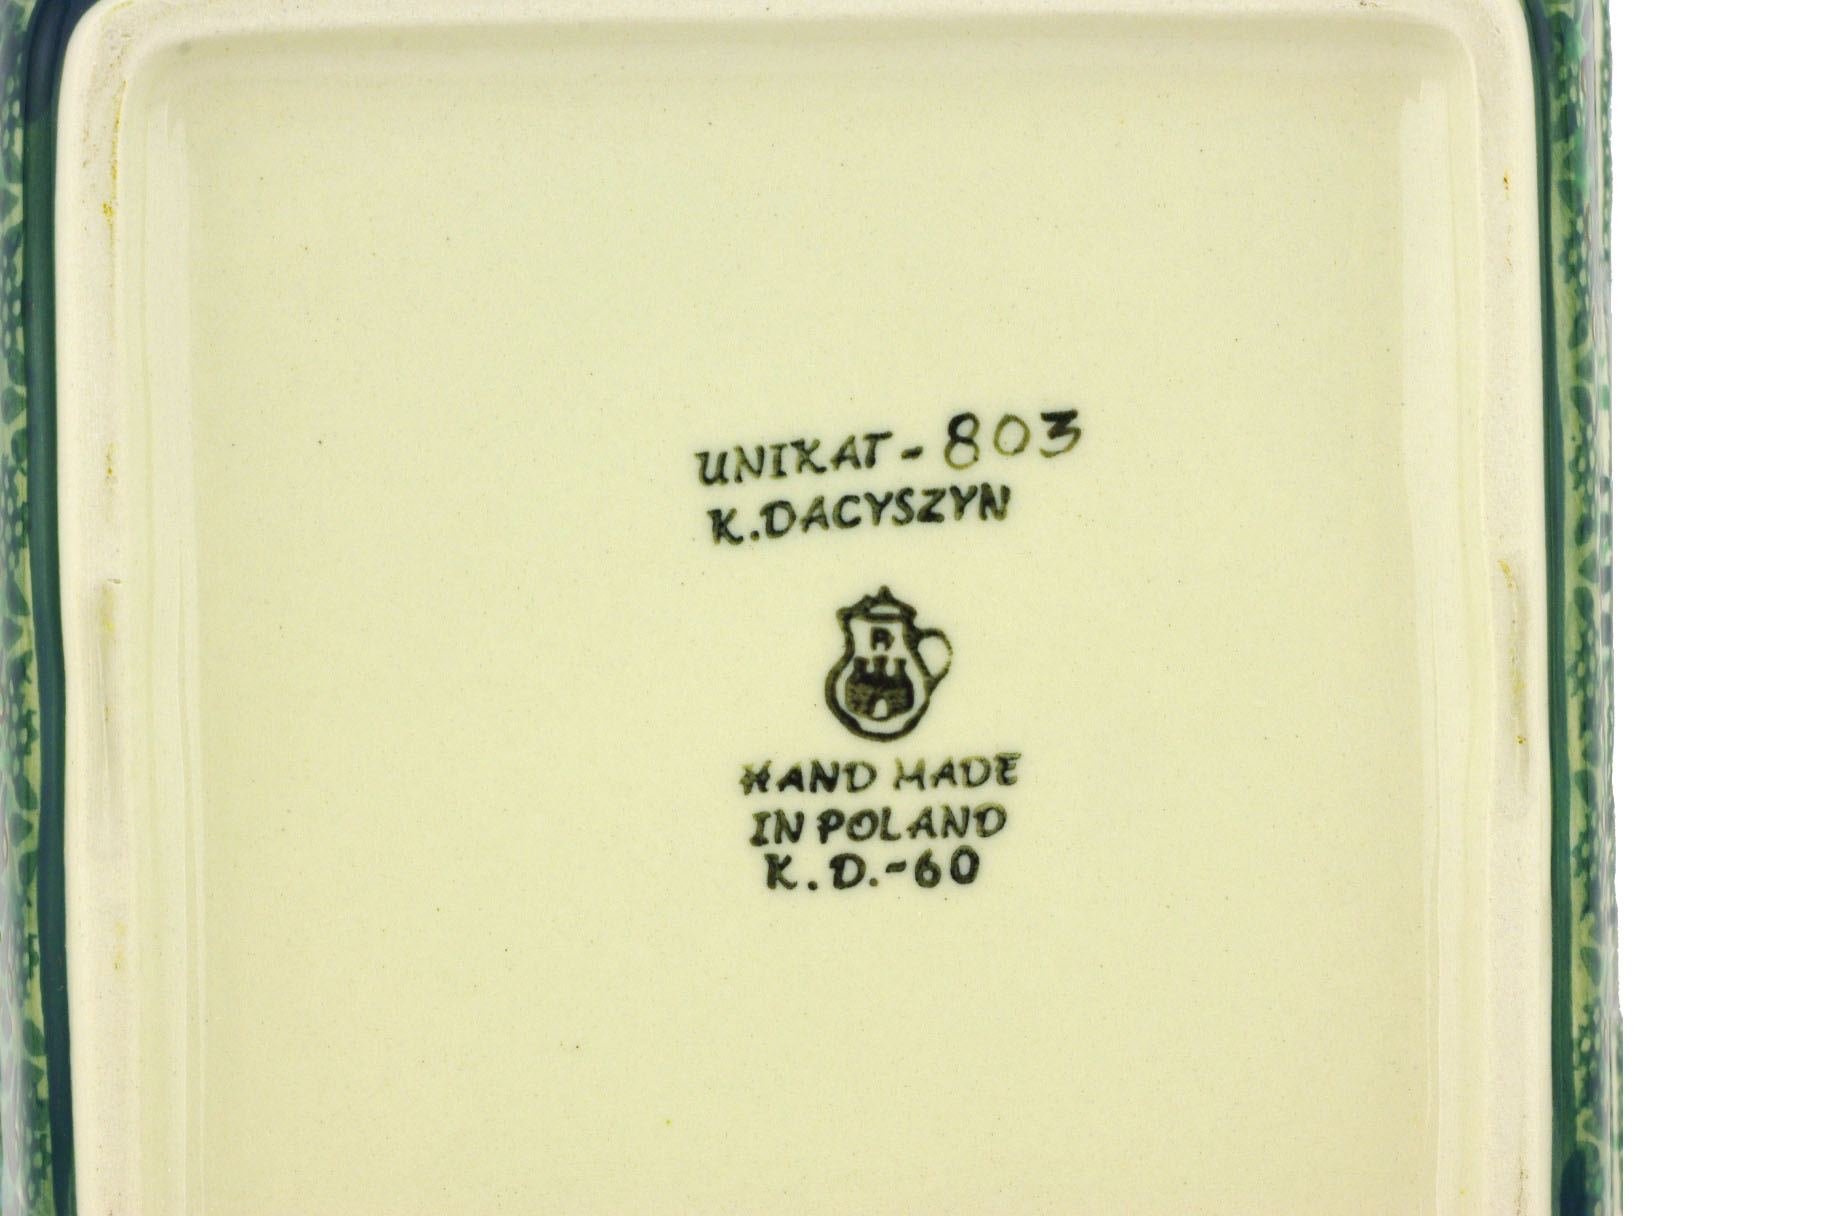 UNIKAT - 803
K. DACYSZYN
HAND MADE
IN POLAND
K. D.-60